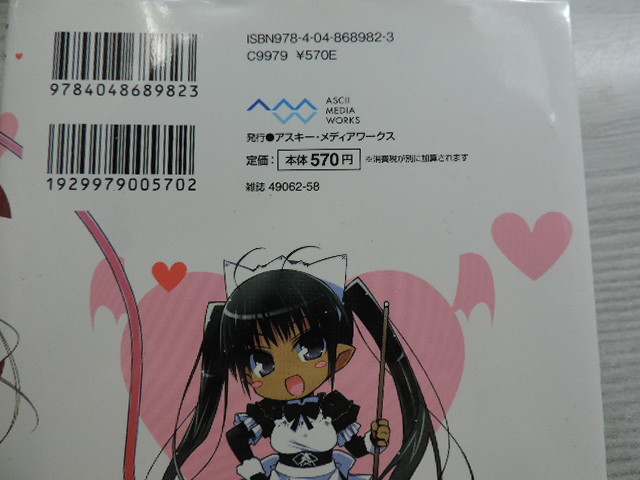 ISBN978-4-04-868982-3
C9979 ¥570E
9784048689823
ASCII
MEDIA
WORKS
発行●アスキー・メディアワークス
定価: 本体570円 ※消費税が別に加算されます
1929979005702
雑誌 49062-58